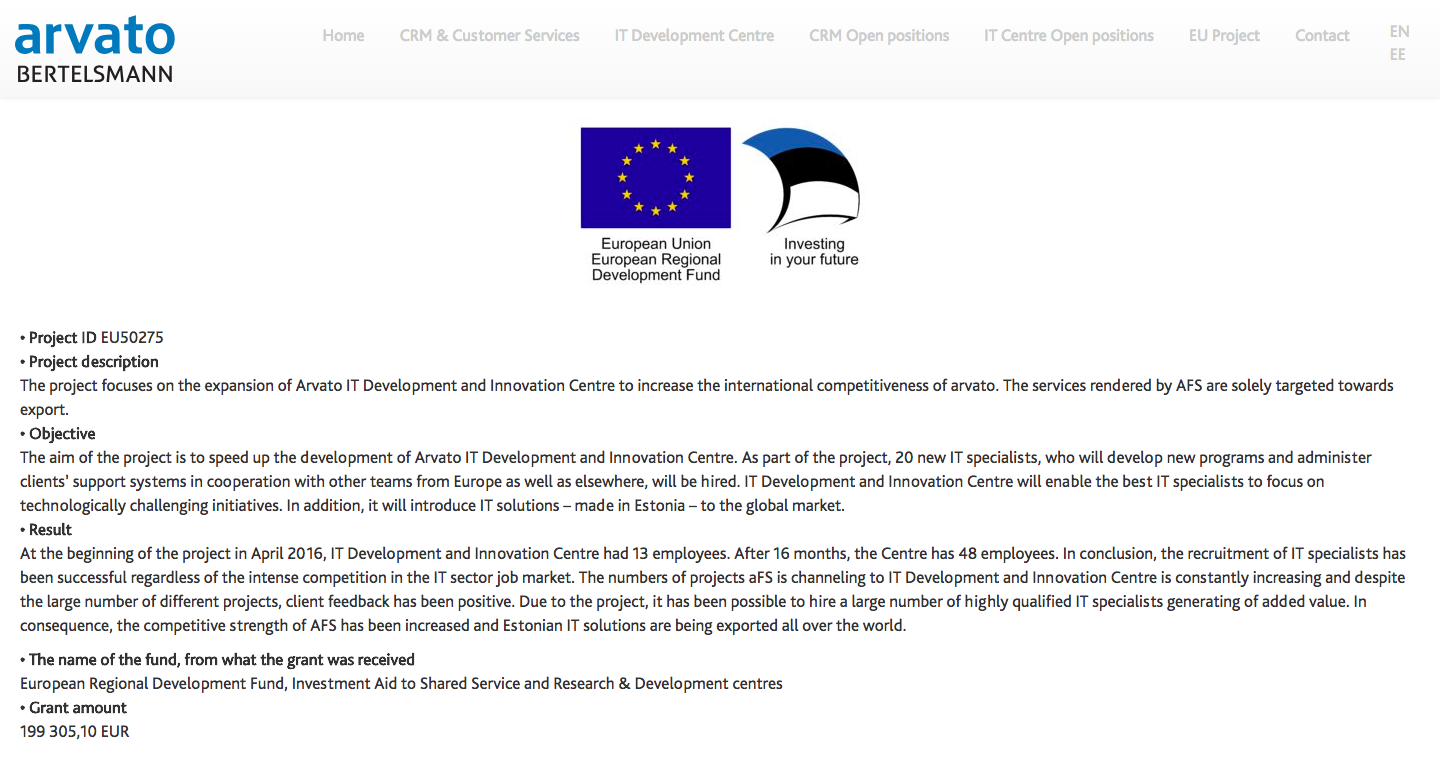 arvato
BERTELSMANN
Home
CRM & Customer Services
IT Development Centre
CRM Open positions
IT Centre Open positions
EU Project
Contact
EN
EE
European Union
European Regional
Development Fund
Investing
in your future
• Project ID EU50275
• Project description
The project focuses on the expansion of Arvato IT Development and Innovation Centre to increase the international competitiveness of arvato. The services rendered by AFS are solely targeted towards
export.
• Objective
The aim of the project is to speed up the development of Arvato IT Development and Innovation Centre. As part of the project, 20 new IT specialists, who will develop new programs and administer
clients' support systems in cooperation with other teams from Europe as well as elsewhere, will be hired. IT Development and Innovation Centre will enable the best IT specialists to focus on
technologically challenging initiatives. In addition, it will introduce IT solutions – made in Estonia – to the global market.
• Result
At the beginning of the project in April 2016, IT Development and Innovation Centre had 13 employees. After 16 months, the Centre has 48 employees. In conclusion, the recruitment of IT specialists has
been successful regardless of the intense competition in the IT sector job market. The numbers of projects aFS is channeling to IT Development and Innovation Centre is constantly increasing and despite
the large number of different projects, client feedback has been positive. Due to the project, it has been possible to hire a large number of highly qualified IT specialists generating of added value. In
consequence, the competitive strength of AFS has been increased and Estonian IT solutions are being exported all over the world.
• The name of the fund, from what the grant was received
European Regional Development Fund, Investment Aid to Shared Service and Research & Development centres
• Grant amount
199 305,10 EUR